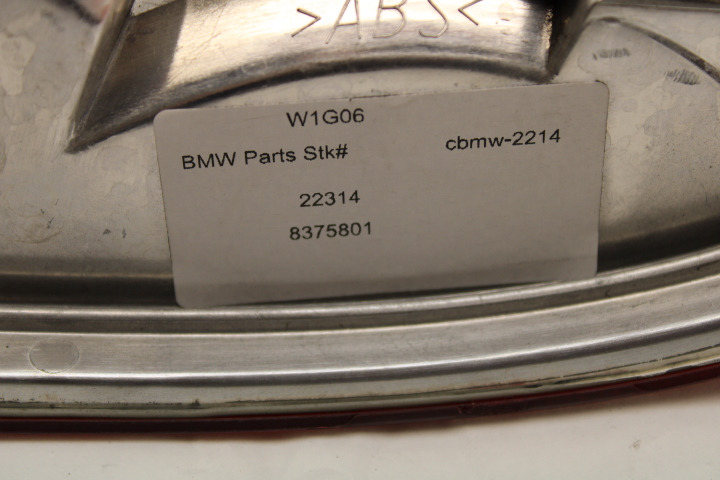 >ABS<
W1G06
BMW Parts Stk# cbmw-2214
22314
8375801